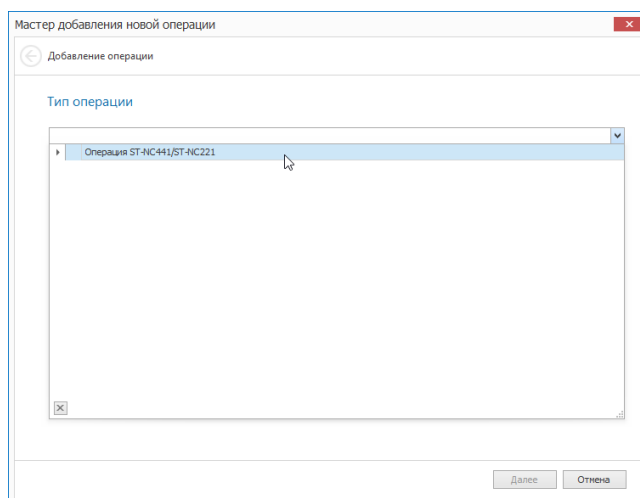 Мастер добавления новой операции
Добавление операции
Тип операции
Операция ST-NC441/ST-NC221
Далее
Отмена